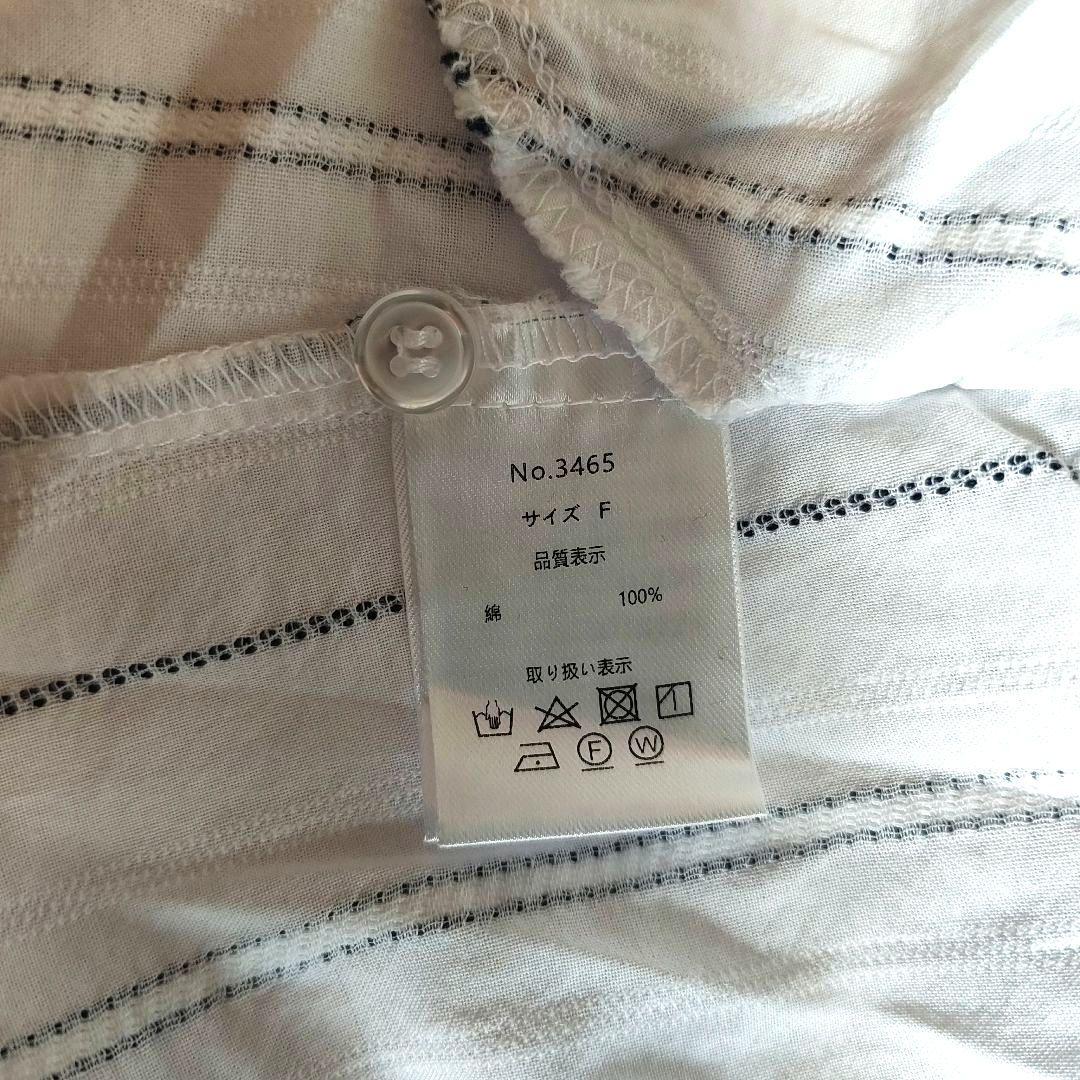 No.3465
サイズ F
品質表示
綿 100%
取り扱い表示
F W